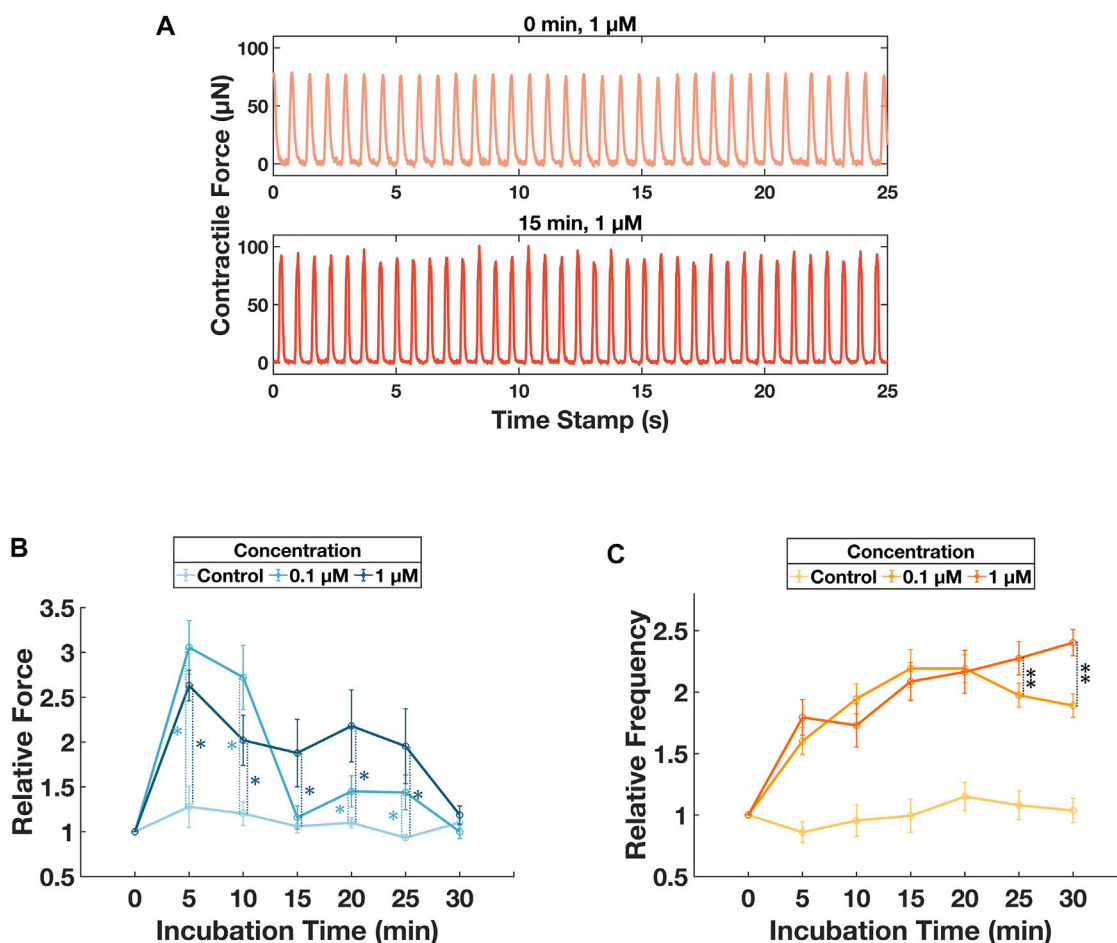 A
0 min, 1 µM
Contractile Force (µN)
100
50
0
0 5 10 15 20 25
15 min, 1 µM
100
50
0
0 5 10 15 20 25
Time Stamp (s)
B
Concentration
Control 0.1 µM 1 µM
Relative Force
3.5
3
2.5
2
1.5
1
0.5
* * * * * * * * *
0 5 10 15 20 25 30
Incubation Time (min)
C
Concentration
Control 0.1 µM 1 µM
Relative Frequency
2.5
2
1.5
1
0.5
** **
0 5 10 15 20 25 30
Incubation Time (min)